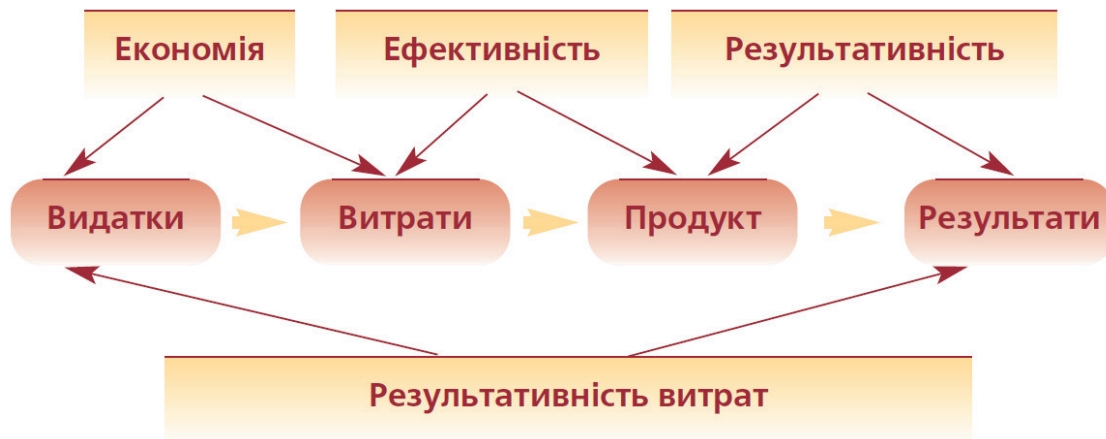 Економія
Ефективність
Результативність
Видатки
Витрати
Продукт
Результати
Результативність витрат